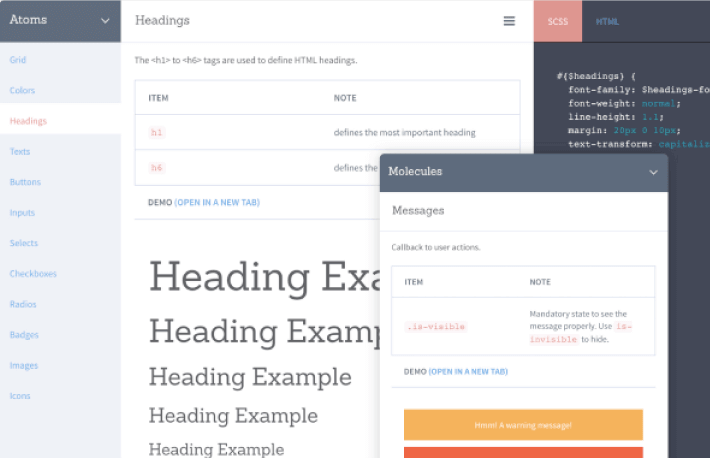 Atoms
Grid
Colors
Headings
Texts
Buttons
Inputs
Selects
Checkboxes
Radios
Badges
Images
Icons
Headings
The <h1> to <h6> tags are used to define HTML headings.
ITEM NOTE
h1 defines the most important heading
h6 defines the
DEMO (OPEN IN A NEW TAB)
Heading Exa
Heading Examp
Heading Example
Heading Example
Heading Example
SCSS HTML
#{$headings} {
font-family: $headings-fo
font-weight: normal;
line-height: 1.1;
margin: 20px 0 10px;
text-transform: capitaliz
Molecules
Messages
Callback to user actions.
ITEM NOTE
.is-visible Mandatory state to see the
message properly. Use is-
invisible to hide.
DEMO (OPEN IN A NEW TAB)
Hmm! A warning message!